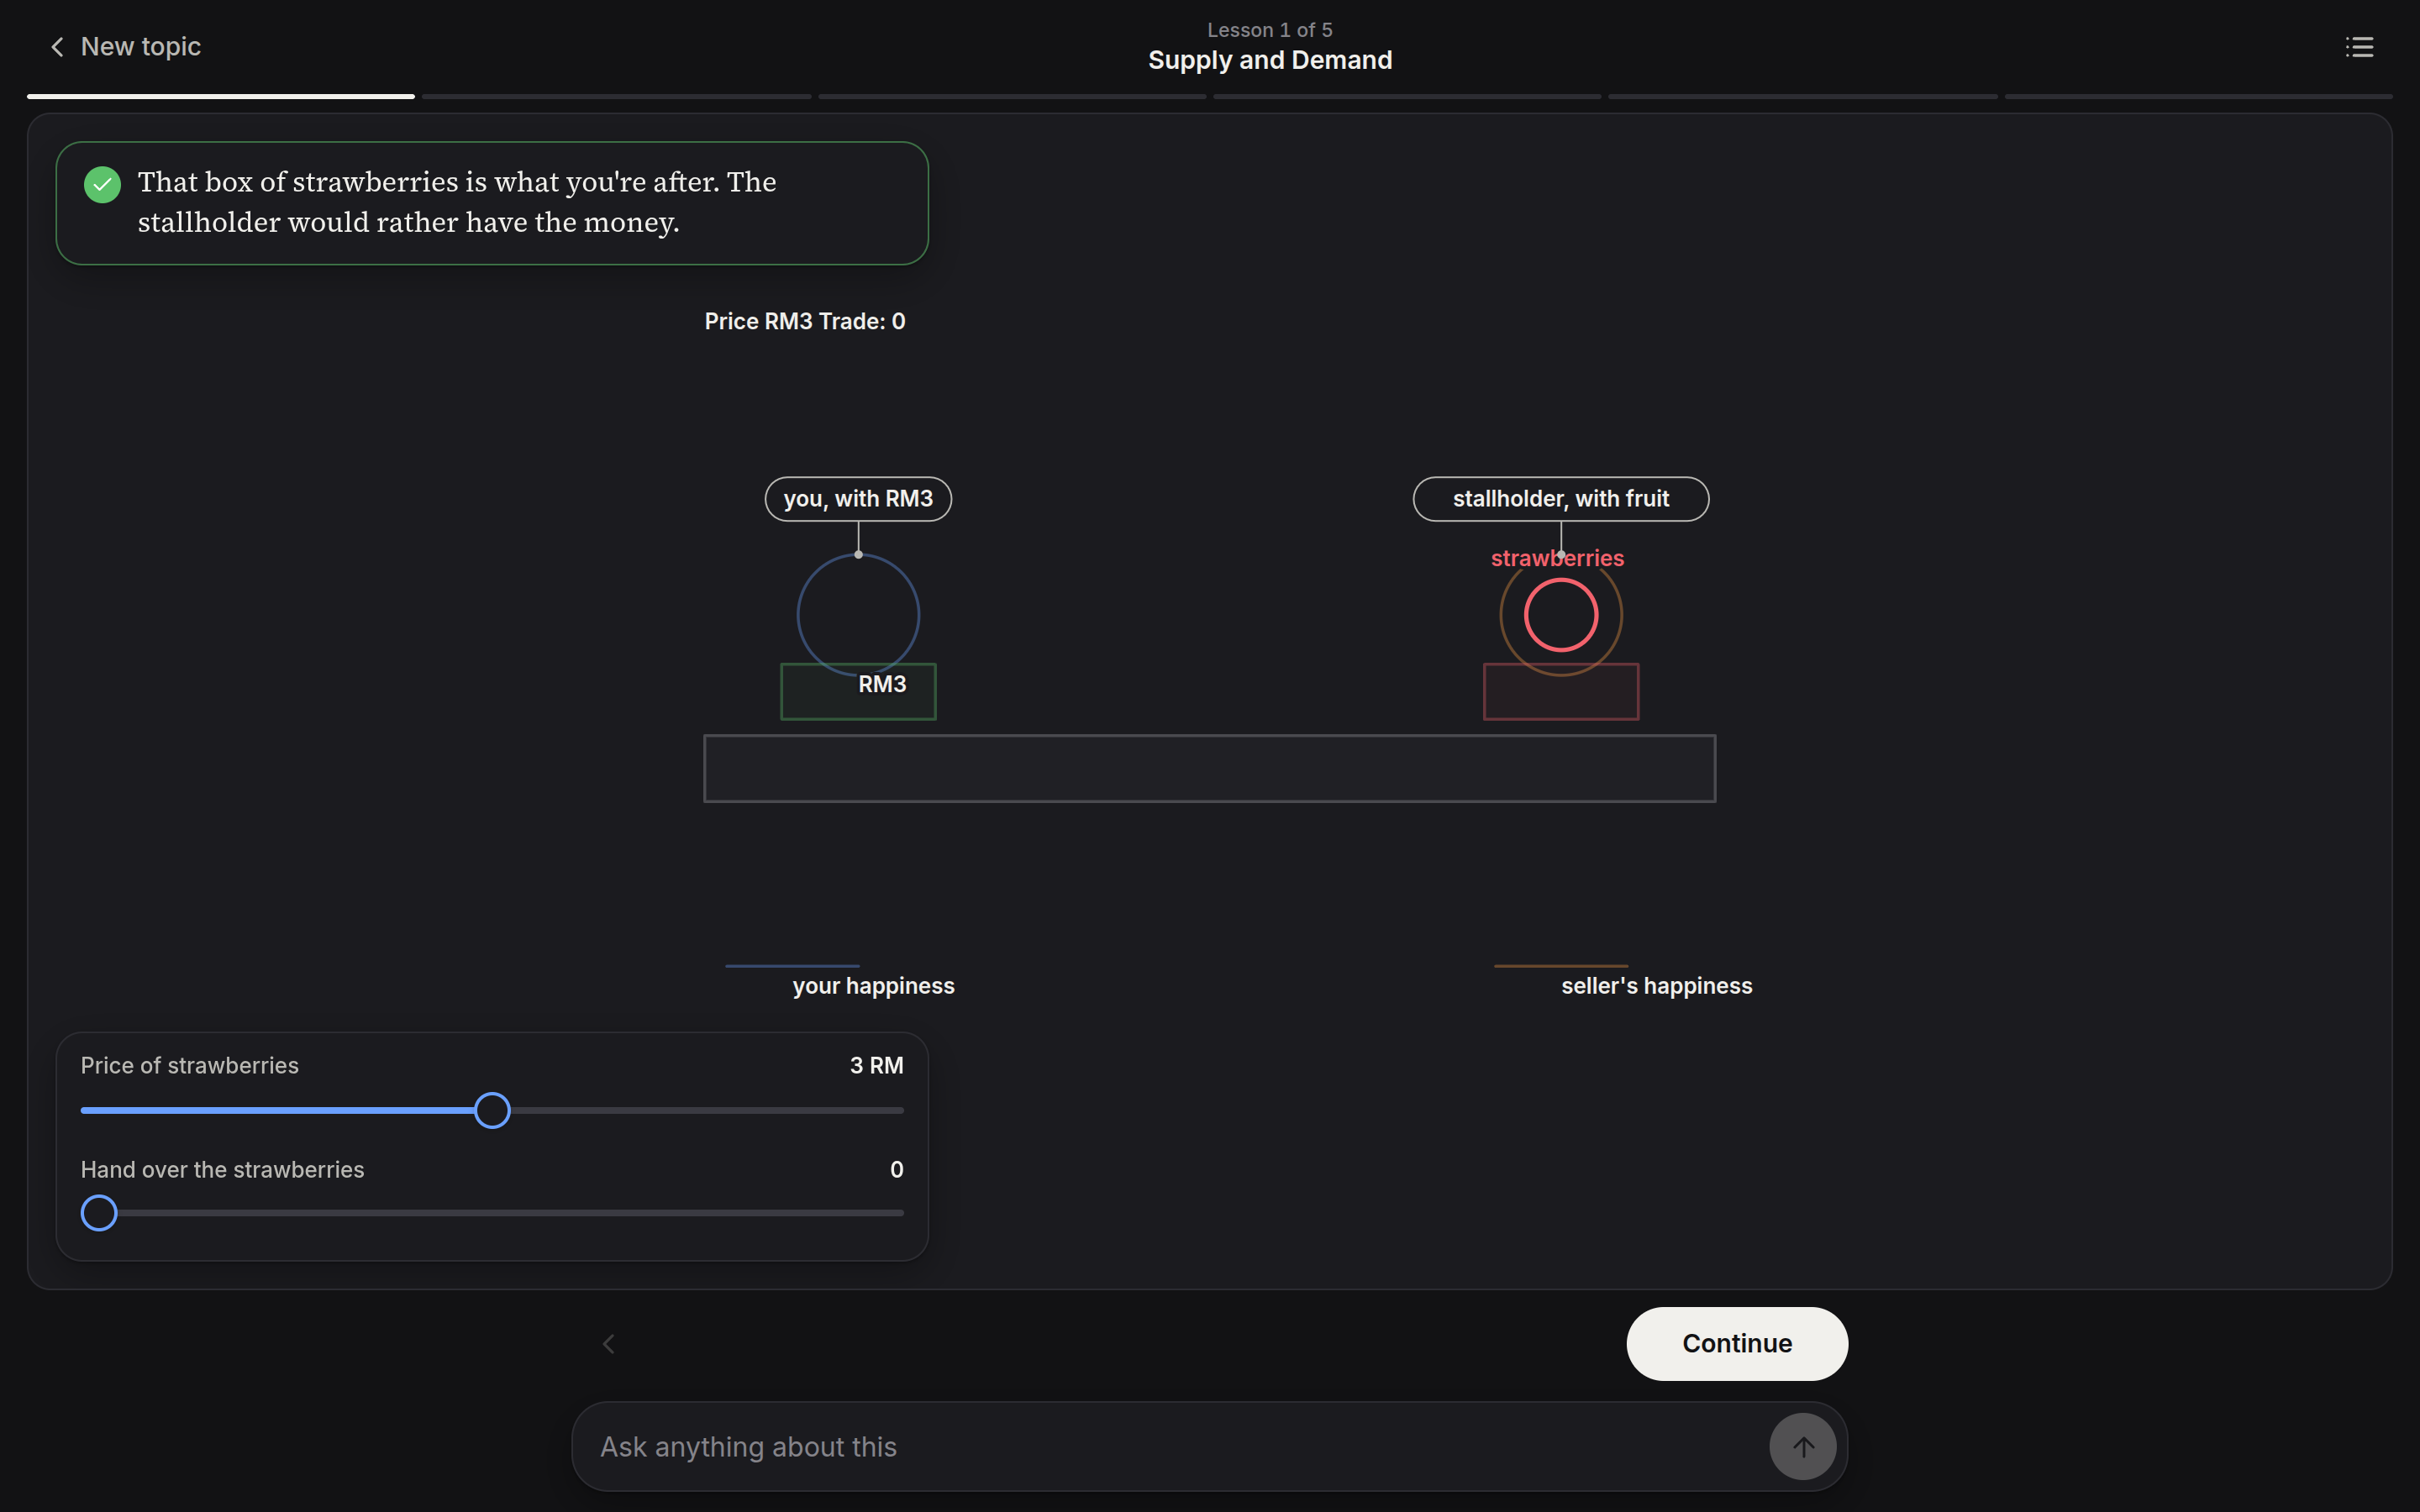 New topic
Lesson 1 of 5
Supply and Demand
That box of strawberries is what you're after. The
stallholder would rather have the money.
Price RM3 Trade: 0
you, with RM3
stallholder, with fruit
strawberries
RM3
your happiness
seller's happiness
Price of strawberries
3 RM
Hand over the strawberries
0
Continue
Ask anything about this